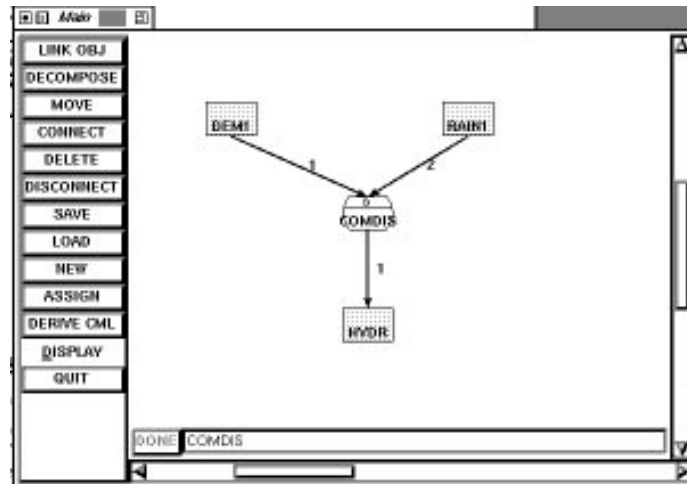 Main
LINK OBJ
DECOMPOSE
MOVE
CONNECT
DELETE
DISCONNECT
SAVE
LOAD
NEW
ASSIGN
DERIVE CML
DISPLAY
QUIT
DEM1
RAIN1
1
2
COMDIS
1
HYDR
DONE COMDIS